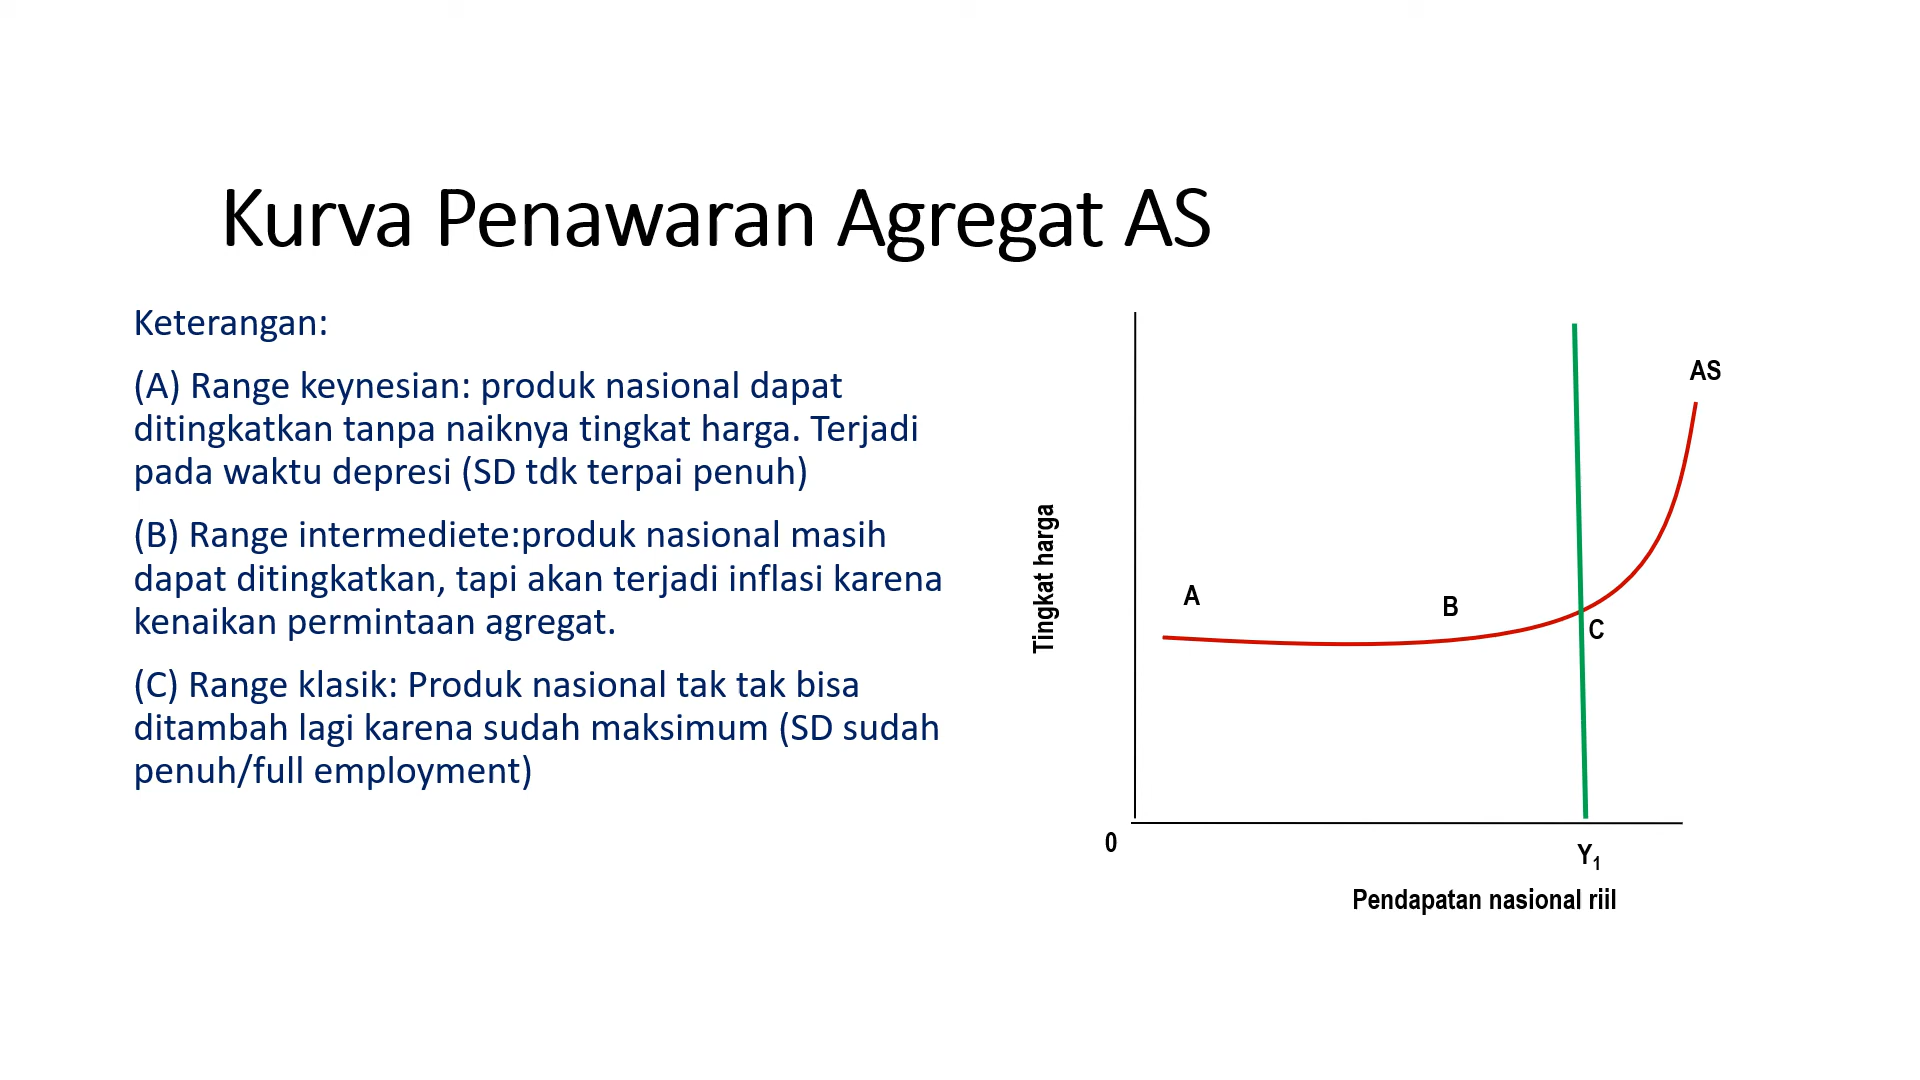 Kurva Penawaran Agregat AS
Keterangan:
(A) Range keynesian: produk nasional dapat
ditingkatkan tanpa naiknya tingkat harga. Terjadi
pada waktu depresi (SD tdk terpai penuh)
(B) Range intermediete:produk nasional masih
dapat ditingkatkan, tapi akan terjadi inflasi karena
kenaikan permintaan agregat.
(C) Range klasik: Produk nasional tak tak bisa
ditambah lagi karena sudah maksimum (SD sudah
penuh/full employment)
Tingkat harga
AS
A
B
C
0
Y₁
Pendapatan nasional riil